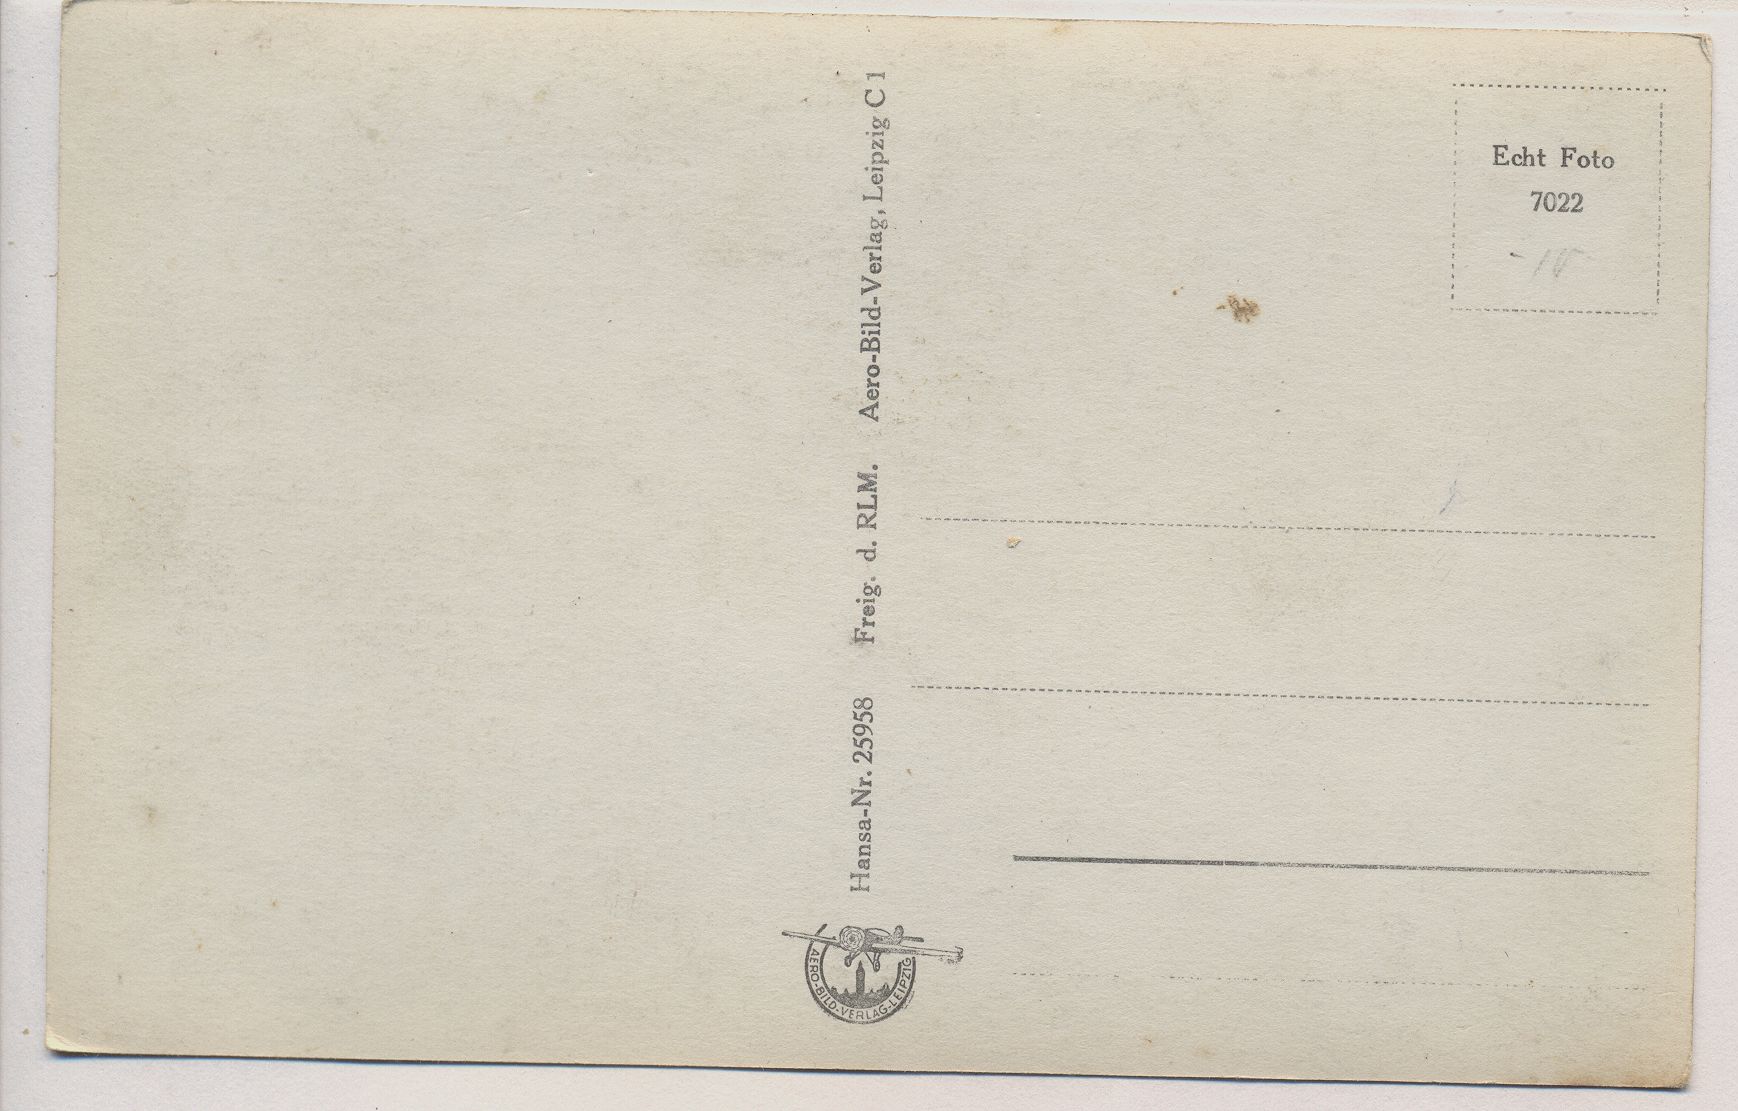 Hansa-Nr. 25958 Freig. d. RLM. Aero-Bild-Verlag, Leipzig C 1
Echt Foto
7022
AERO-BILD-VERLAG-LEIPZIG